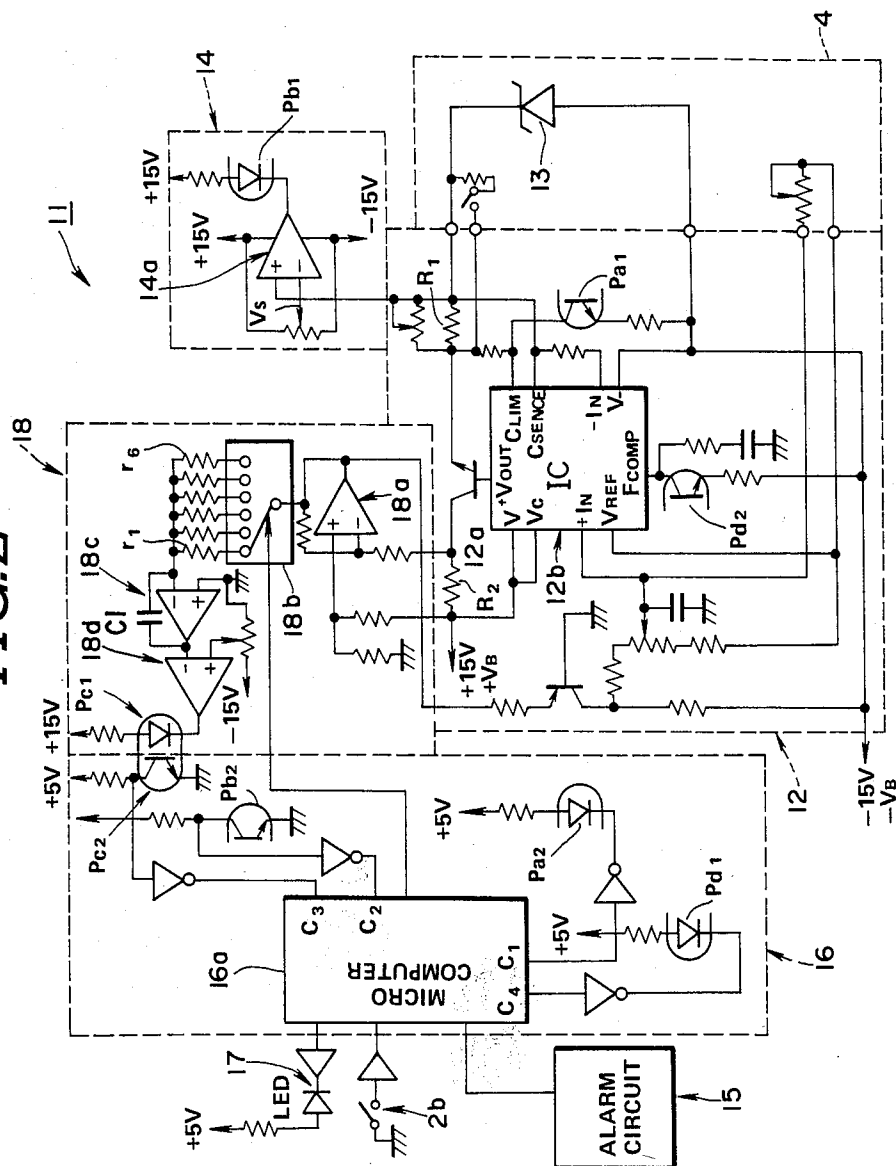 FIG.2
11
18
14
+15V
Pb1
+15V
14a
Vs
-15V
4
13
r6
r1
18c
C1
18d
Pc1
+15V
+5V
-15V
18b
18a
R1
R2
12a
12b
+15V
+VB
V+
VOUT
CLIM
CSENCE
VC
IC
+IN
-IN
VREF
V-
FCOMP
Pa1
Pd2
12
-15V
-VB
Pc2
Pb2
16a
C3
C2
MICRO
COMPUTER
C1
C4
+5V
Pa2
+5V
Pd1
16
17
LED
+5V
2b
ALARM
CIRCUIT
15